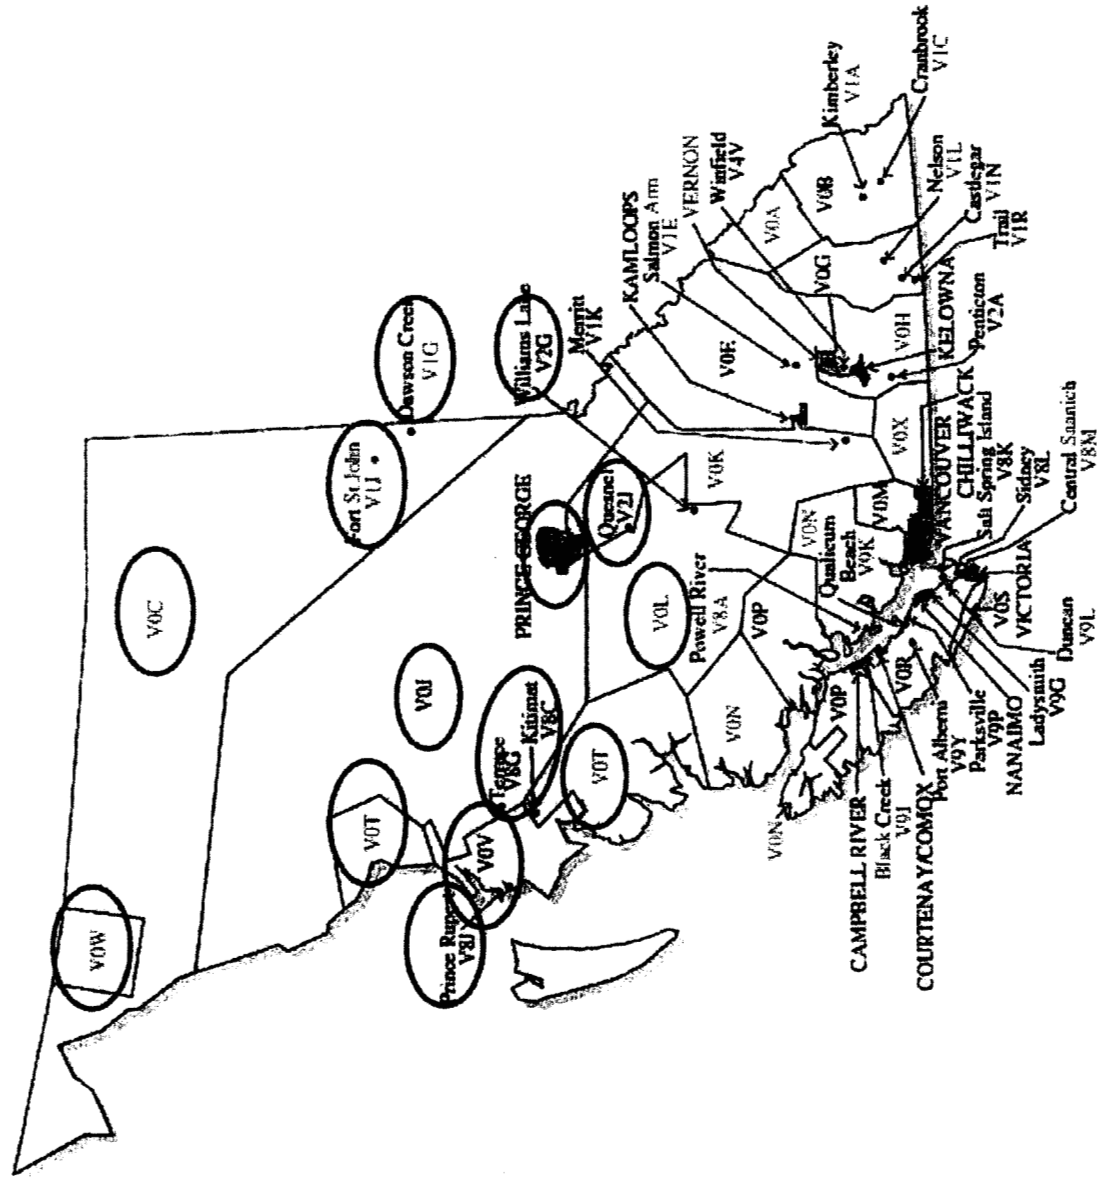 V0W
V0C
V0T
V0J
Fort St. John
V1J
Dawson Creek
V1G
Prince Rupert
V8J
V0V
Terrace
V8G
Kitimat
V8C
PRINCE GEORGE
Williams Lake
V2G
V0T
V0L
Quesnel
V2J
Merritt
V1K
KAMLOOPS
Salmon Arm
V1E
VERNON
Winfield
V4V
V0N
Powell River
V8A
V0K
V0E
V0P
V0A
V0B
Kimberley
V1A
Cranbrook
V1C
V0N
V0P
V0N
Qualicum
Beach
V9K
V0M
V0X
V0G
V0H
Nelson
V1L
Castlegar
V1N
Trail
V1R
KELOWNA
Penticton
V2A
V0R
CAMPBELL RIVER
Black Creek
V9J
COURTENAY/COMOX
Port Alberni
V9Y
Parksville
V9P
NANAIMO
Ladysmith
V9G
Duncan
V9L
V0S
VICTORIA
VANCOUVER
CHILLIWACK
Salt Spring Island
V8K
Sidney
V8L
Central Saanich
V8M